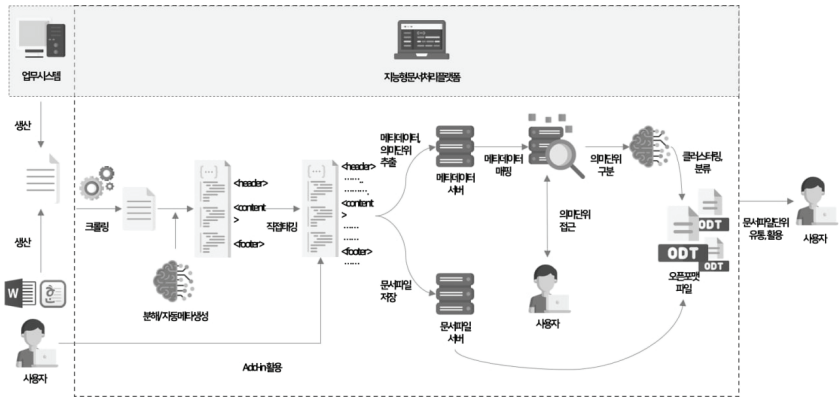 업무시스템
지능형문서처리플랫폼
생산
생산
W
한
사용자
크롤링
분해/자동메타생성
{...}
<header>
<content
>
<footer>
직접태깅
Add-in 활용
{...}
<header>
........
.........
<content
>
......
......
<footer>
......
메타데이터,
의미단위
추출
메타데이터
서버
문서파일
저장
문서파일
서버
메타데이터
매핑
의미단위
접근
사용자
의미단위
구분
클러스터링,
분류
ODT
ODT
ODT
오픈포맷
파일
문서파일단위
유통, 활용
사용자